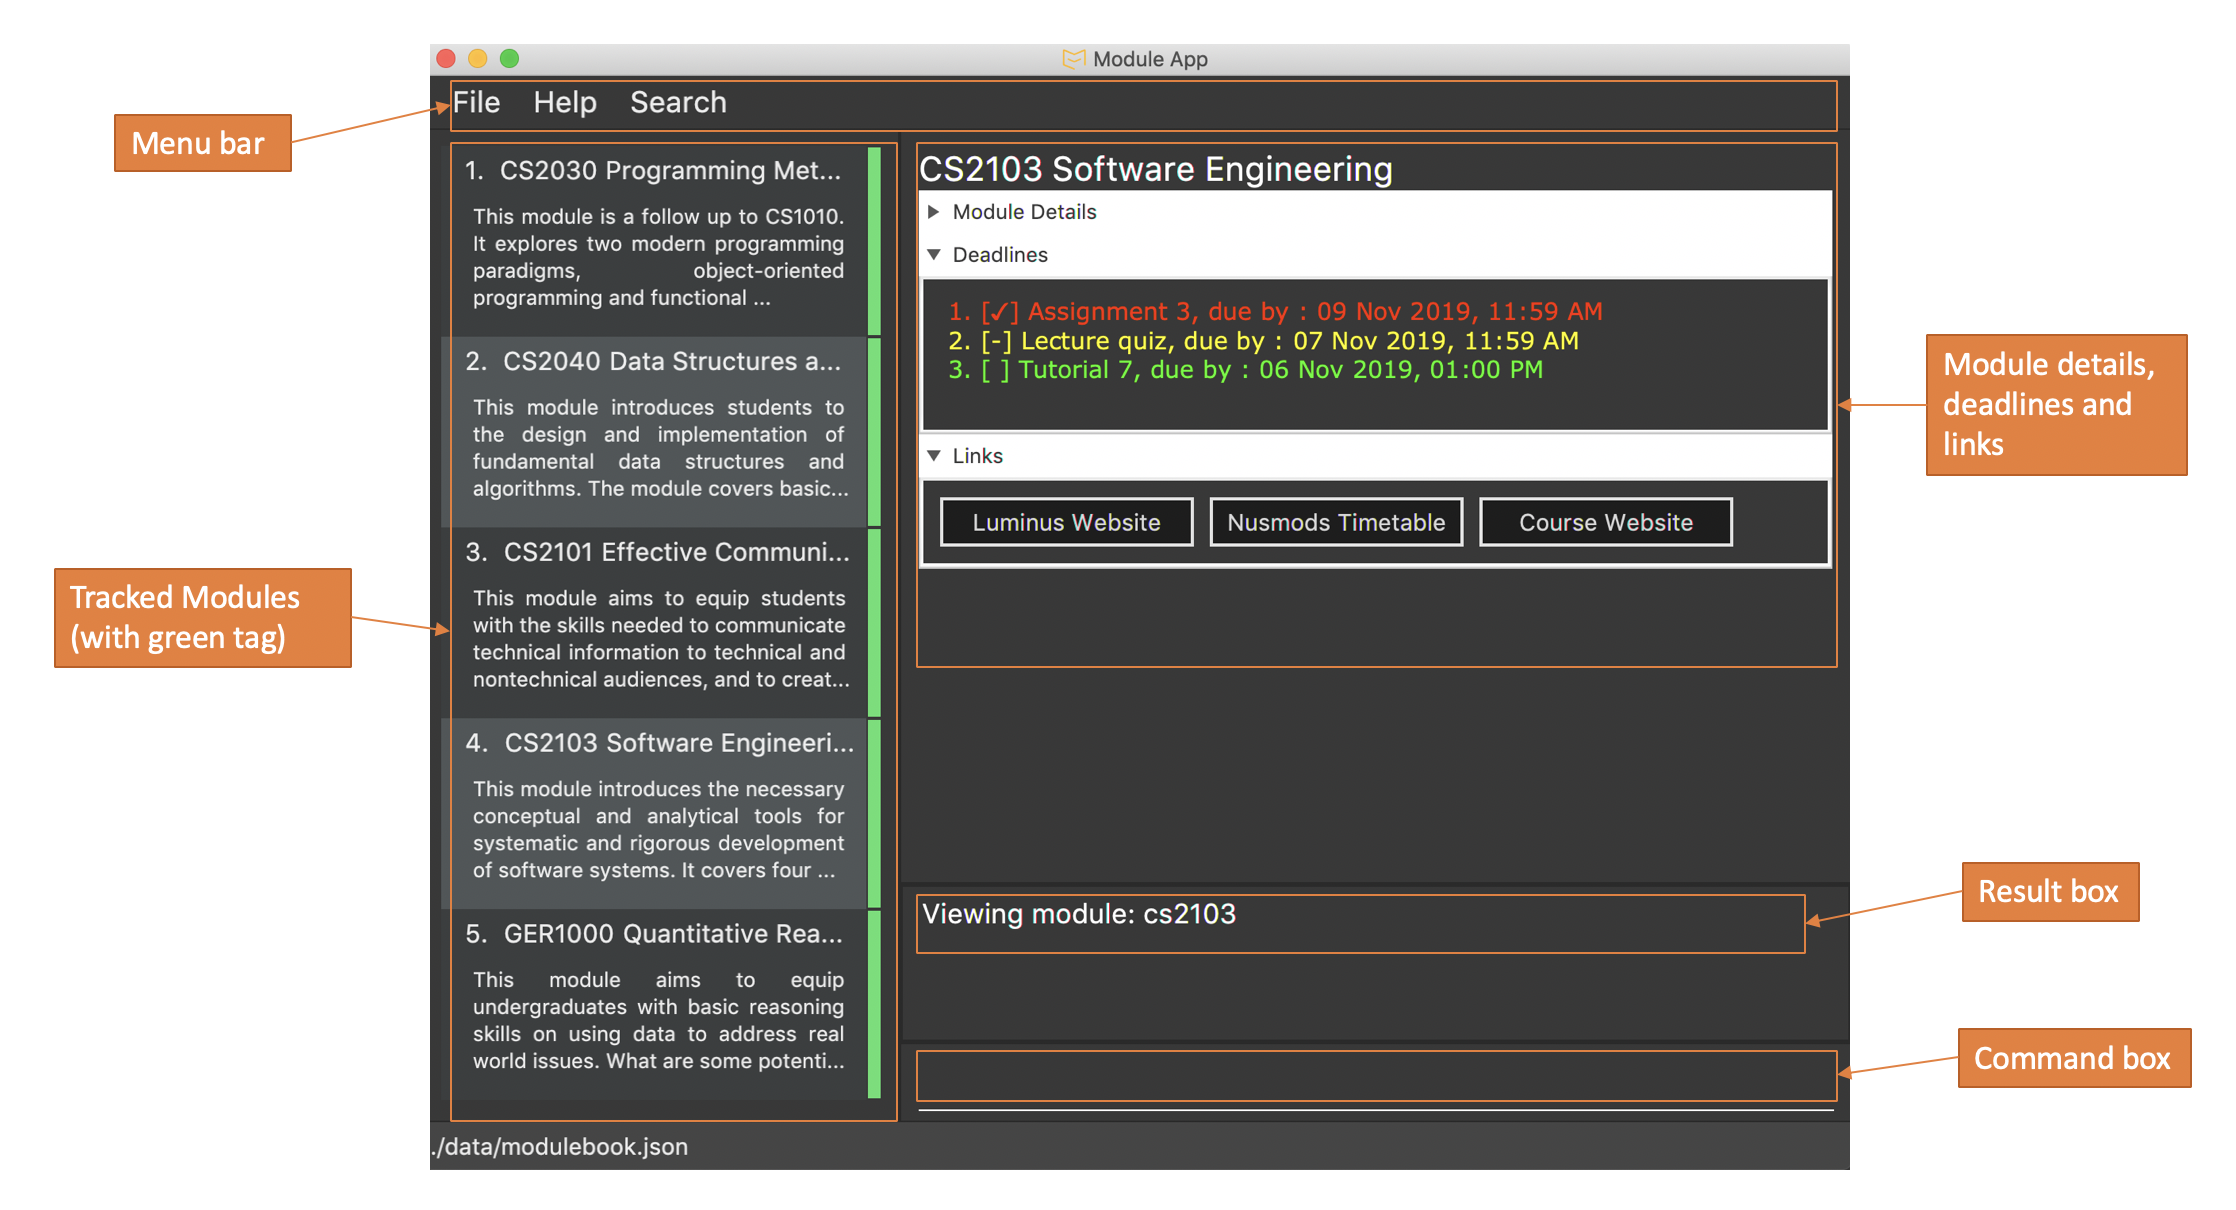 Module App
File Help Search
Menu bar
1. CS2030 Programming Met...
This module is a follow up to CS1010.
It explores two modern programming
paradigms, object-oriented
programming and functional ...
2. CS2040 Data Structures a...
This module introduces students to
the design and implementation of
fundamental data structures and
algorithms. The module covers basic...
3. CS2101 Effective Communi...
This module aims to equip students
with the skills needed to communicate
technical information to technical and
nontechnical audiences, and to creat...
4. CS2103 Software Engineeri...
This module introduces the necessary
conceptual and analytical tools for
systematic and rigorous development
of software systems. It covers four ...
5. GER1000 Quantitative Rea...
This module aims to equip
undergraduates with basic reasoning
skills on using data to address real
world issues. What are some potenti...
Tracked Modules
(with green tag)
CS2103 Software Engineering
Module Details
Deadlines
1. [✓] Assignment 3, due by : 09 Nov 2019, 11:59 AM
2. [-] Lecture quiz, due by : 07 Nov 2019, 11:59 AM
3. [ ] Tutorial 7, due by : 06 Nov 2019, 01:00 PM
Links
Luminus Website
Nusmods Timetable
Course Website
Module details,
deadlines and
links
Viewing module: cs2103
Result box
Command box
./data/modulebook.json